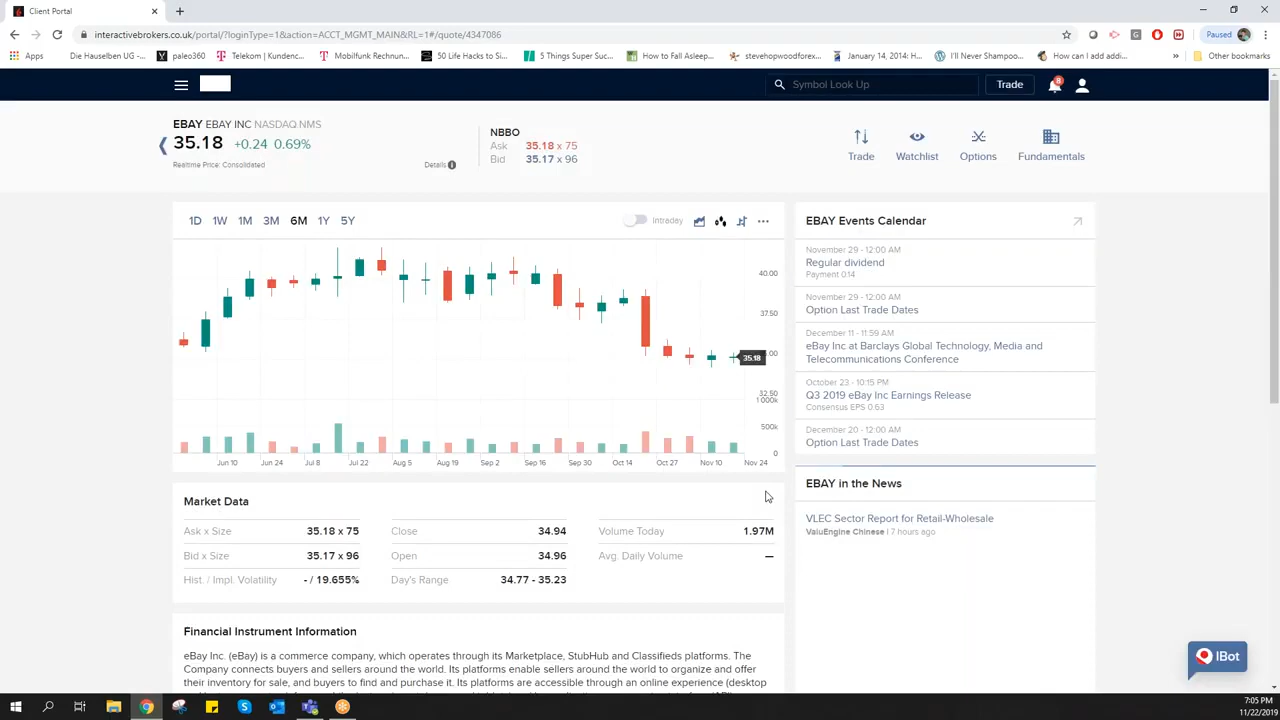 Client Portal
interactivebrokers.co.uk/portal/?loginType=1&action=ACCT_MGMT_MAIN&RL=1#/quote/4347086
Paused
Apps
Die Hauselben UG -...
paleo360
Telekom | Kundenc...
Mobilfunk Rechnun...
50 Life Hacks to Si...
5 Things Super Suc...
How to Fall Asleep...
stevehopwoodforex...
January 14, 2014: H...
I'll Never Shampoo...
How can I add addi...
»
Other bookmarks
Symbol Look Up
Trade
8
EBAY EBAY INC NASDAQ.NMS
35.18 +0.24 0.69%
Realtime Price: Consolidated
Details
NBBO
Ask 35.18 x 75
Bid 35.17 x 96
Trade
Watchlist
Options
Fundamentals
1D 1W 1M 3M 6M 1Y 5Y
Intraday
40.00
37.50
35.18
32.50
1 000k
500k
0
Jun 10 Jun 24 Jul 8 Jul 22 Aug 5 Aug 19 Sep 2 Sep 16 Sep 30 Oct 14 Oct 27 Nov 10 Nov 24
EBAY Events Calendar
November 29 - 12:00 AM
Regular dividend
Payment 0.14
November 29 - 12:00 AM
Option Last Trade Dates
December 11 - 11:59 AM
eBay Inc at Barclays Global Technology, Media and
Telecommunications Conference
October 23 - 10:15 PM
Q3 2019 eBay Inc Earnings Release
Consensus EPS 0.63
December 20 - 12:00 AM
Option Last Trade Dates
Market Data
Ask x Size 35.18 x 75 Close 34.94 Volume Today 1.97M
Bid x Size 35.17 x 96 Open 34.96 Avg. Daily Volume —
Hist. / Impl. Volatility - / 19.655% Day's Range 34.77 - 35.23
EBAY in the News
VLEC Sector Report for Retail-Wholesale
ValuEngine Chinese | 7 hours ago
Financial Instrument Information
eBay Inc. (eBay) is a commerce company, which operates through its Marketplace, StubHub and Classifieds platforms. The
Company connects buyers and sellers around the world. Its platforms enable sellers around the world to organize and offer
their inventory for sale, and buyers to find and purchase it. Its platforms are accessible through an online experience (desktop
IBot
7:05 PM
11/22/2019